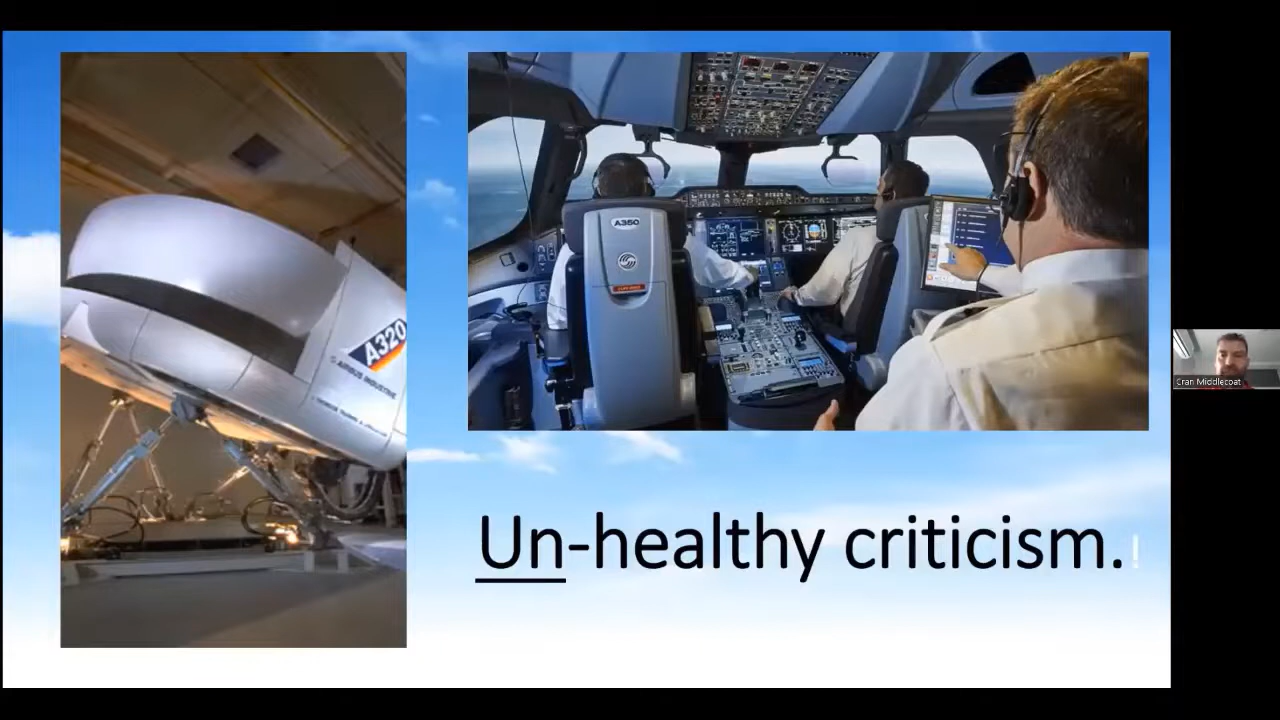 A320
AIRBUS INDUSTRIE
A350
Un-healthy criticism.!
Cran Middlecoat